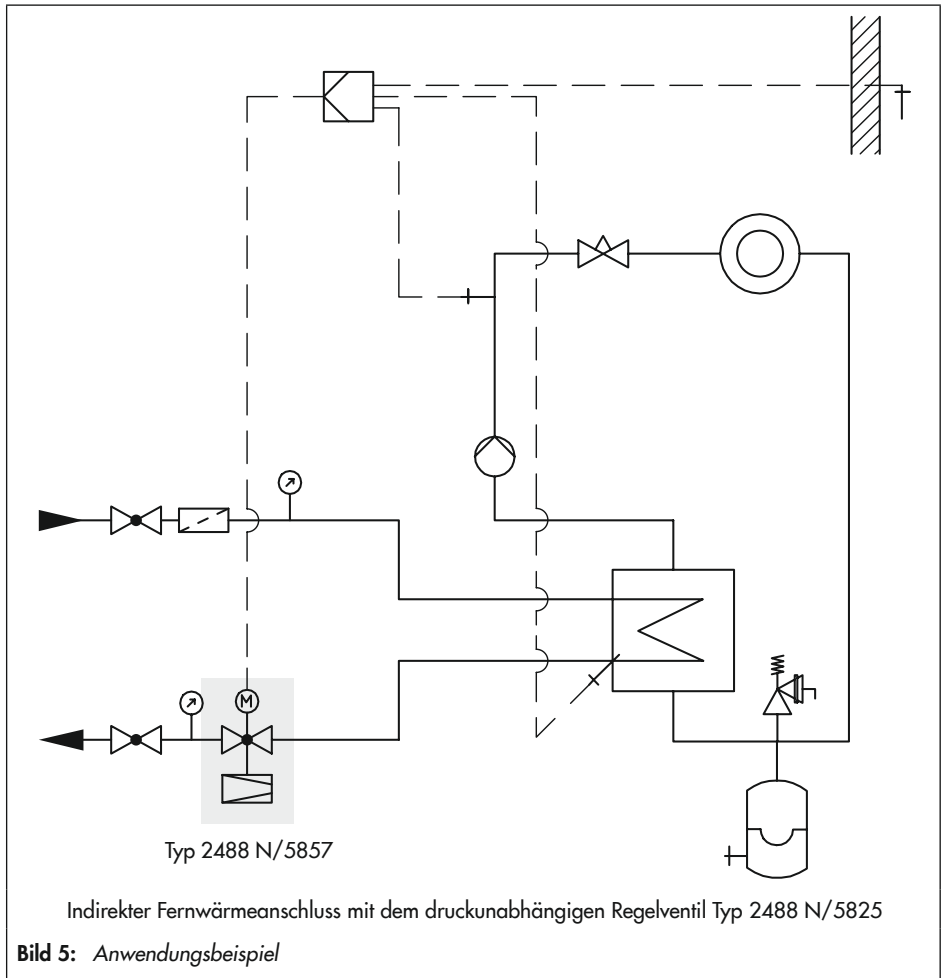 M
Typ 2488 N/5857
Indirekter Fernwärmeanschluss mit dem druckunabhängigen Regelventil Typ 2488 N/5825
Bild 5: Anwendungsbeispiel